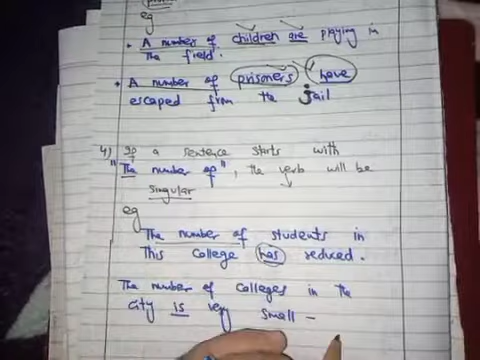 eg
• A number of children are playing in
the field.
• A number of prisoners have
escaped from the Jail
4) If a sentence starts with
"The number of", the verb will be
singular
eg
The number of students in
This college has reduced.
The number of colleges in the
city is very small -